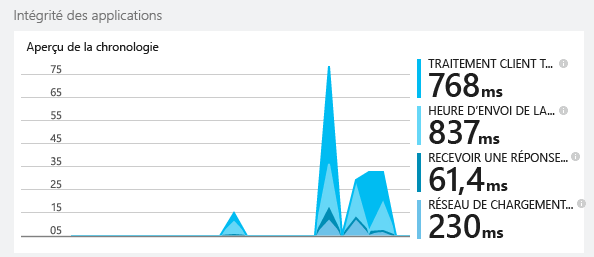 Intégrité des applications
Aperçu de la chronologie
75
65
55
45
35
25
15
05
TRAITEMENT CLIENT T...
768ms
HEURE D'ENVOI DE LA...
837ms
RECEVOIR UNE RÉPONSE...
61,4ms
RÉSEAU DE CHARGEMENT...
230ms